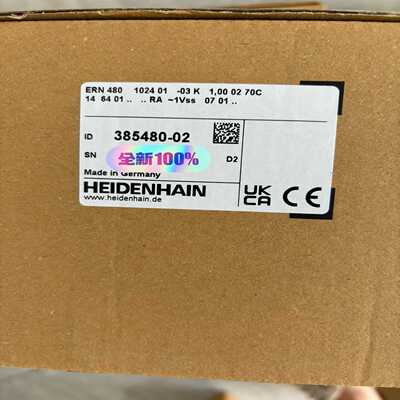 ERN 480 1024 01 -03 K 1,00 02 70C
14 64 01 .. .. RA ~1Vss 07 01 ..
ID 385480-02
SN 全新100% D2
Made in Germany
HEIDENHAIN
www.heidenhain.de
UK
CA CE